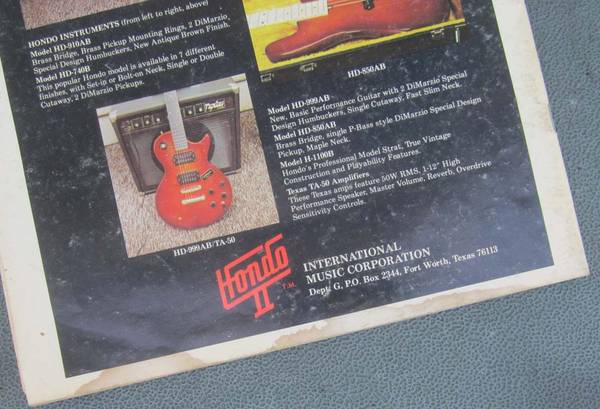 HONDO INSTRUMENTS (from left to right, above)
Model HD-910AB
Brass Bridge, Brass Pickup Mounting Rings, 2 DiMarzio
Special Design Humbuckers, New Antique Brown Finish.
Model HD-740B
This popular Hondo model is available in 7 different
finishes, with Set-in or Bolt-on Neck, Single or Double
Cutaway, 2 DiMarzio Pickups.
HD-999AB/TA-50
HD-850AB
Model HD-999AB
New, Basic Performance Guitar with 2 DiMarzio Special
Design Humbuckers, Single Cutaway, Fast Slim Neck.
Model HD-850AB
Brass Bridge, single P-Bass style DiMarzio Special Design
Pickup, Maple Neck.
Model H-1100B
Hondo's Professional Model Strat, True Vintage
Construction and Playability Features.
Texas TA-50 Amplifiers
These Texas amps feature 50W RMS, 1-12" High
Performance Speaker, Master Volume, Reverb, Overdrive
Sensitivity Controls.
Hondo
II
T.M.
INTERNATIONAL
MUSIC CORPORATION
Dept. G, P.O. Box 2344, Fort Worth, Texas 76113